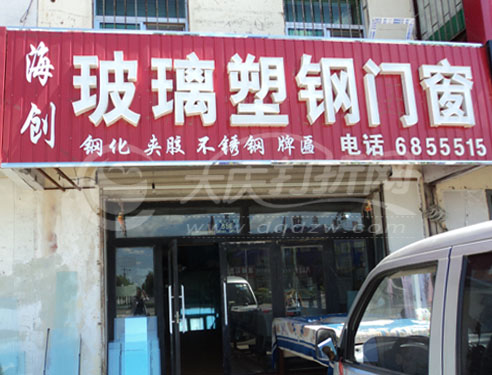 海创
玻璃塑钢门窗
钢化 夹胶 不锈钢 牌匾 电话 6855515
大庆打折网
www.dqdzw.com